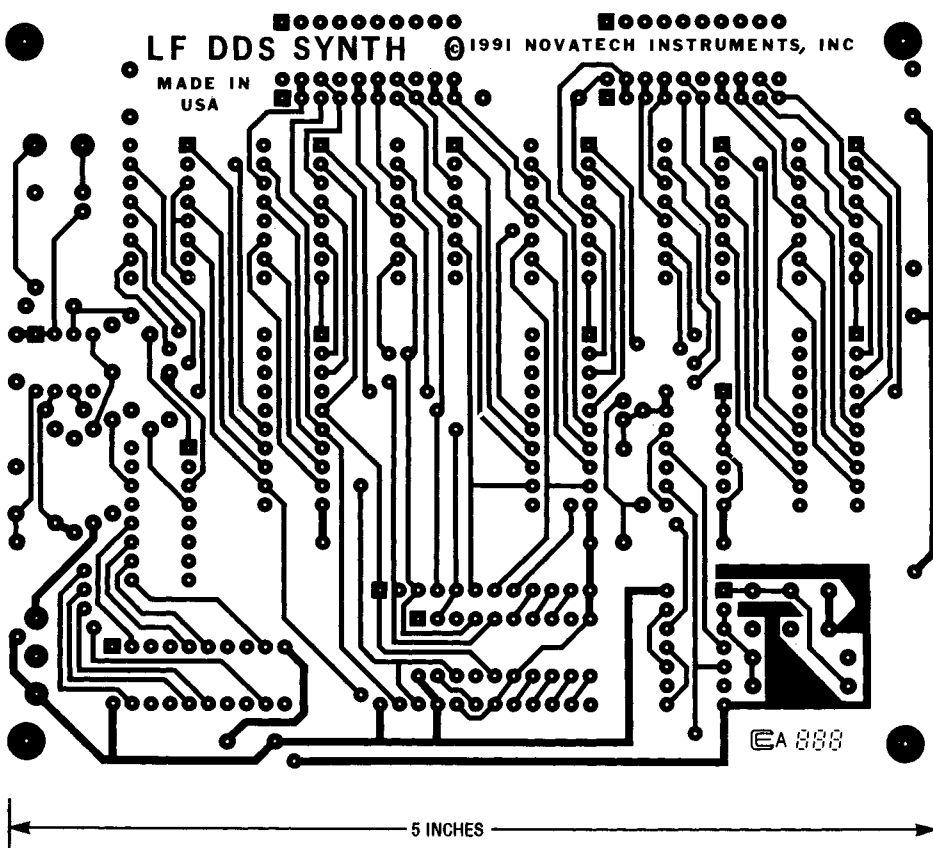 LF DDS SYNTH © 1991 NOVATECH INSTRUMENTS, INC
MADE IN
USA
A 888
5 INCHES